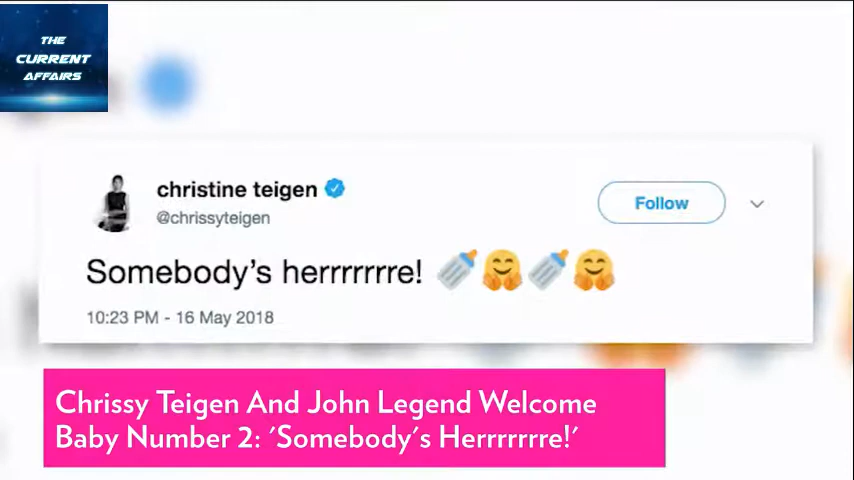 THE
CURRENT
AFFAIRS
christine teigen
@chrissyteigen
Follow
Somebody's herrrrrrre! 🍼🤗🍼🤗
10:23 PM - 16 May 2018
Chrissy Teigen And John Legend Welcome
Baby Number 2: 'Somebody's Herrrrrrre!'